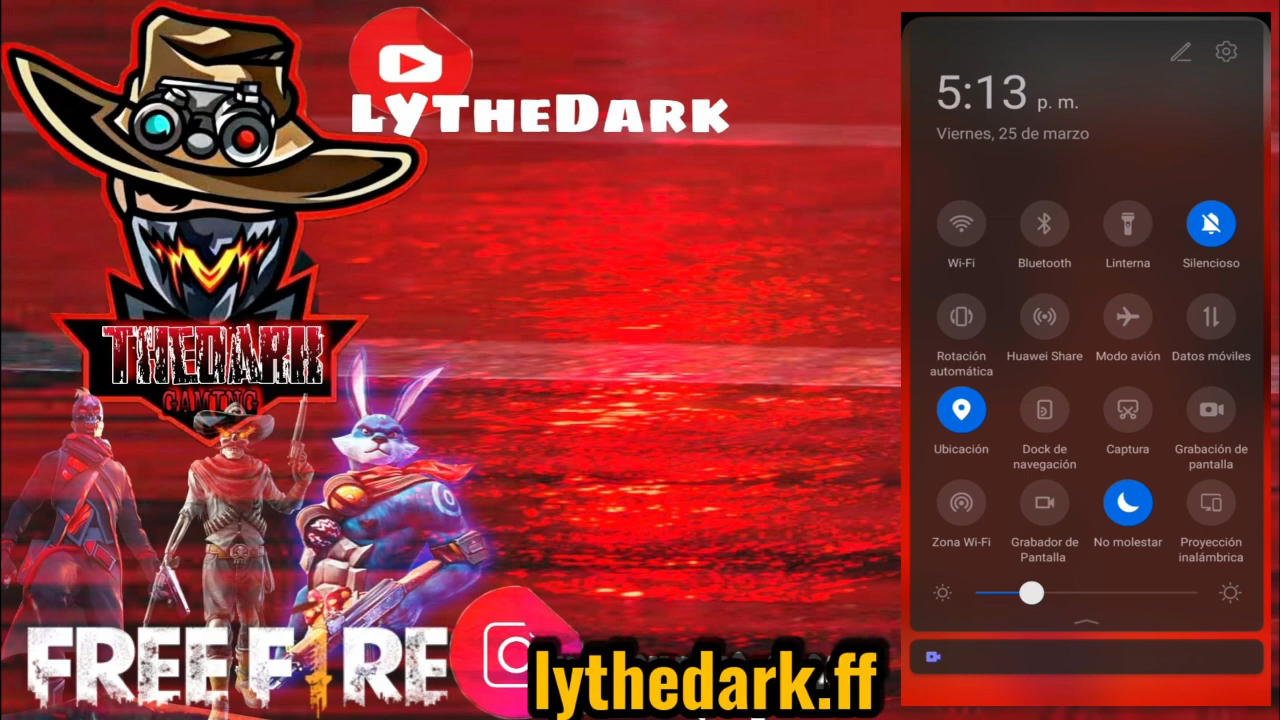 LYTHEDARK
THEDARK
GAMING
FREE FIRE
lythedark.ff
5:13 p. m.
Viernes, 25 de marzo
Wi-Fi
Bluetooth
Linterna
Silencioso
Rotación
automática
Huawei Share
Modo avión
Datos móviles
Ubicación
Dock de
navegación
Captura
Grabación de
pantalla
Zona Wi-Fi
Grabador de
Pantalla
No molestar
Proyección
inalámbrica